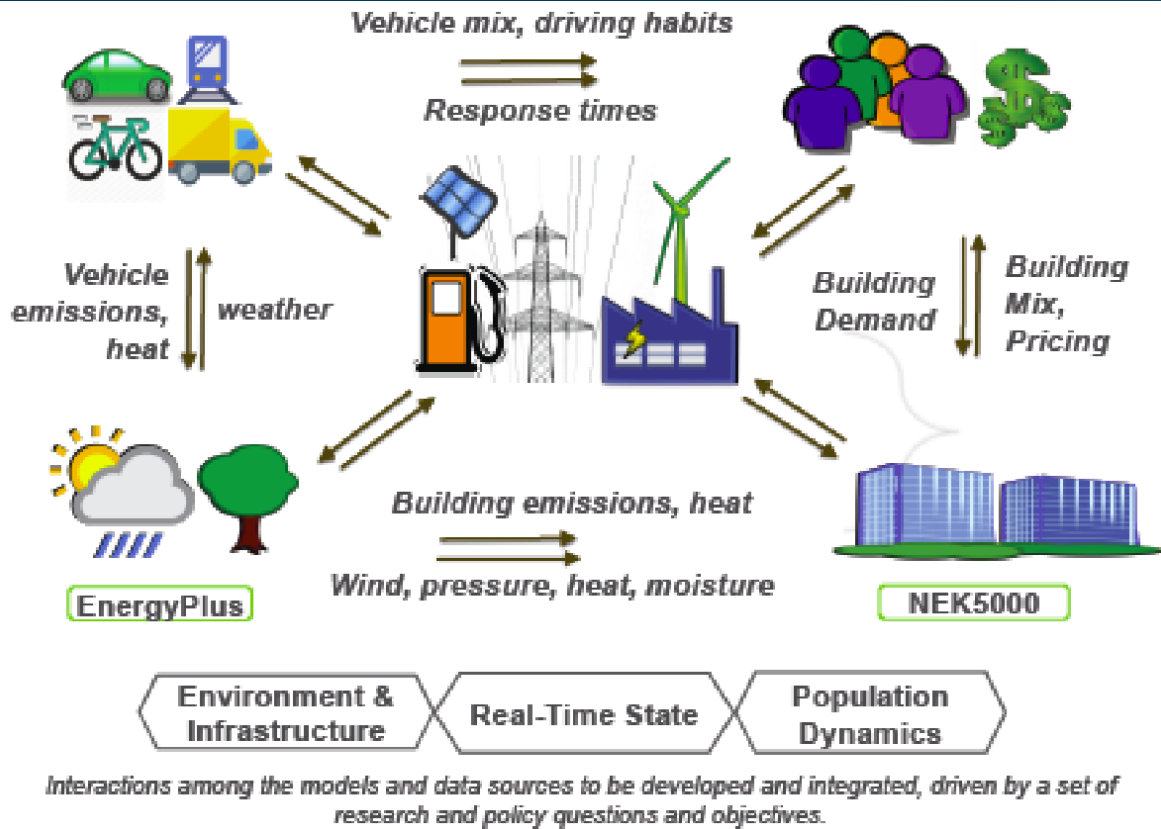 Vehicle mix, driving habits
Response times
Vehicle
emissions,
heat
weather
Building
Demand
Building
Mix,
Pricing
Building emissions, heat
Wind, pressure, heat, moisture
EnergyPlus
NEK5000
Environment &
Infrastructure
Real-Time State
Population
Dynamics
Interactions among the models and data sources to be developed and integrated, driven by a set of
research and policy questions and objectives.